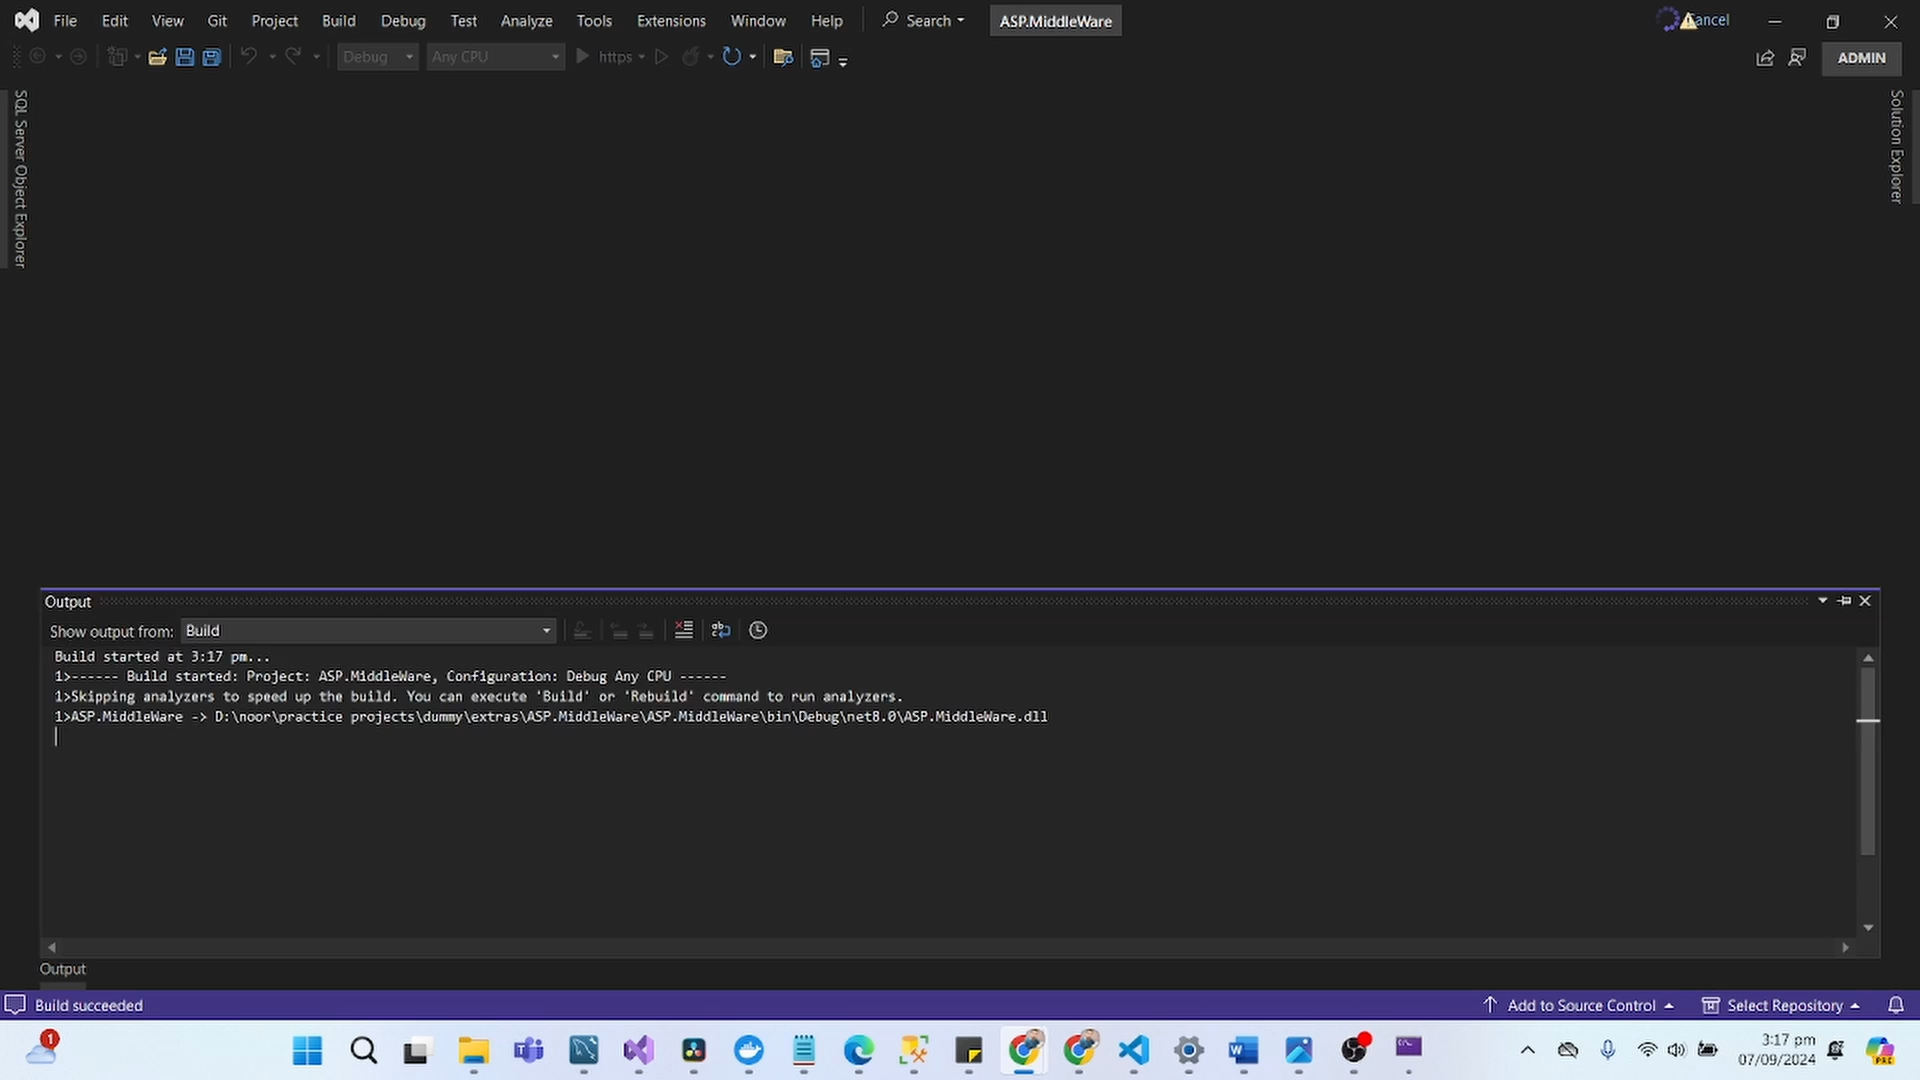 File Edit View Git Project Build Debug Test Analyze Tools Extensions Window Help Search ASP.MiddleWare Cancel
Debug Any CPU https ADMIN
SQL Server Object Explorer
Solution Explorer
Output
Show output from: Build
Build started at 3:17 pm...
1>------ Build started: Project: ASP.MiddleWare, Configuration: Debug Any CPU ------
1>Skipping analyzers to speed up the build. You can execute 'Build' or 'Rebuild' command to run analyzers.
1>ASP.MiddleWare -> D:\noor\practice projects\dummy\extras\ASP.MiddleWare\ASP.MiddleWare\bin\Debug\net8.0\ASP.MiddleWare.dll
Output
Build succeeded Add to Source Control Select Repository
1
3:17 pm
07/09/2024
PRE